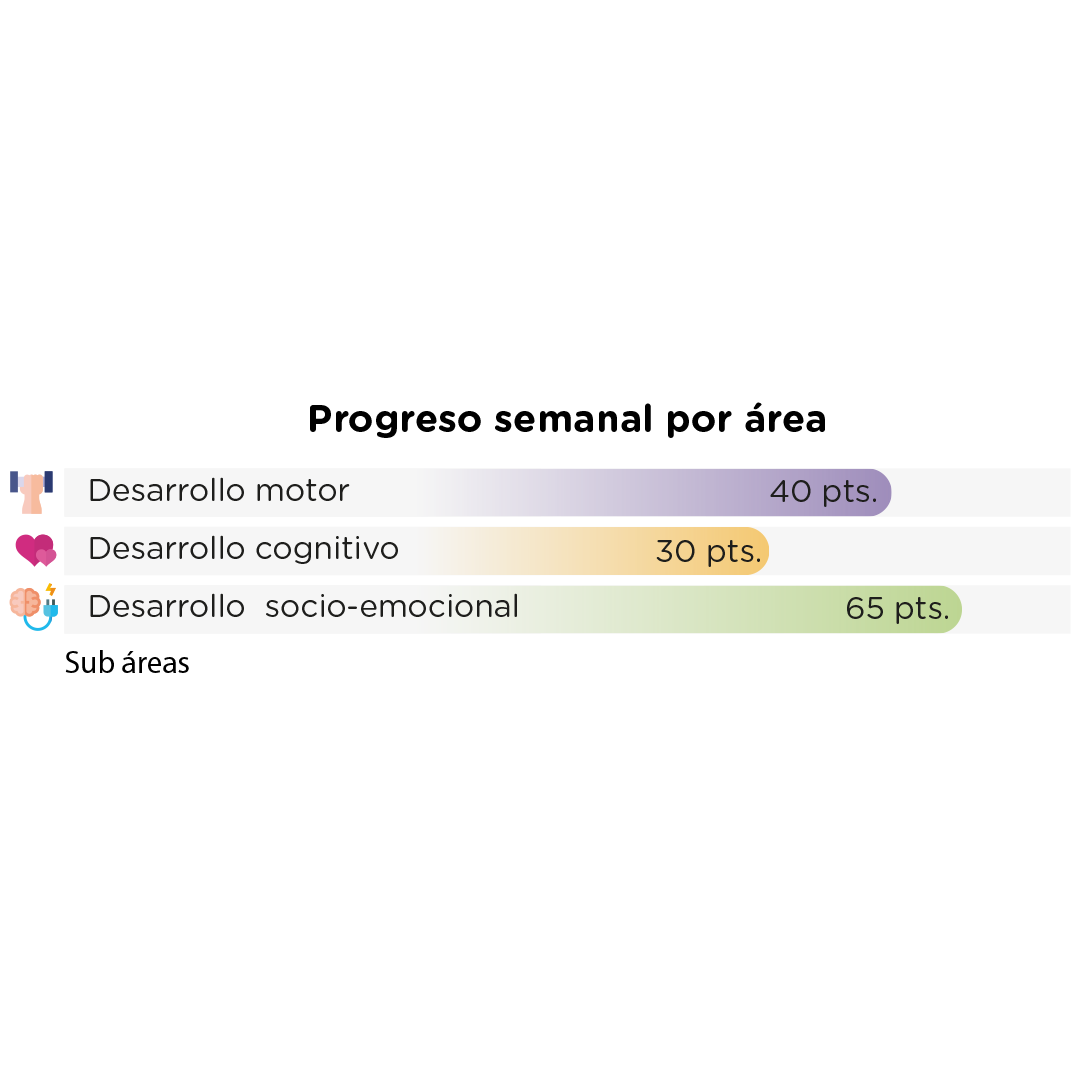 Progreso semanal por área
Desarrollo motor 40 pts.
Desarrollo cognitivo 30 pts.
Desarrollo socio-emocional 65 pts.
Sub áreas